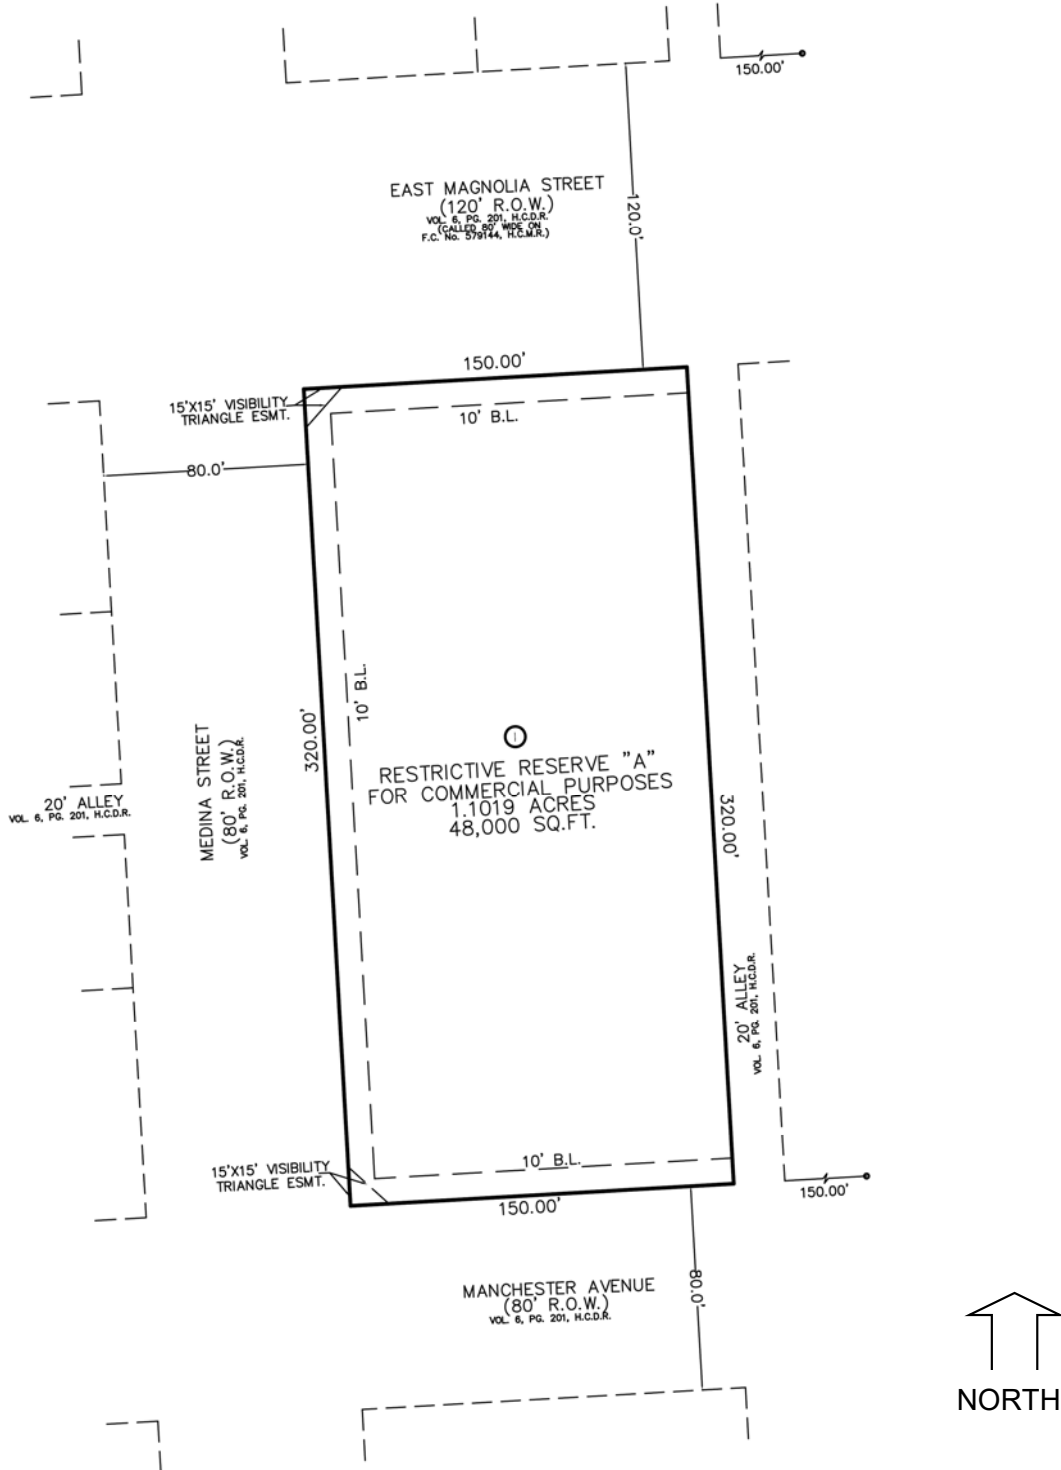 150.00'
EAST MAGNOLIA STREET
(120' R.O.W.)
VOL. 6, PG. 201, H.C.D.R.
(CALLED 80' WIDE ON
F.C. No. 579144, H.C.M.R.)
120.0'
150.00'
15'X15' VISIBILITY
TRIANGLE ESMT.
10' B.L.
80.0'
10' B.L.
320.00'
MEDINA STREET
(80' R.O.W.)
VOL. 6, PG. 201, H.C.D.R.
1
RESTRICTIVE RESERVE "A"
FOR COMMERCIAL PURPOSES
1.1019 ACRES
48,000 SQ.FT.
20' ALLEY
VOL. 6, PG. 201, H.C.D.R.
320.00'
20' ALLEY
VOL. 6, PG. 201, H.C.D.R.
15'X15' VISIBILITY
TRIANGLE ESMT.
10' B.L.
150.00'
150.00'
MANCHESTER AVENUE
(80' R.O.W.)
VOL. 6, PG. 201, H.C.D.R.
80.0'
NORTH